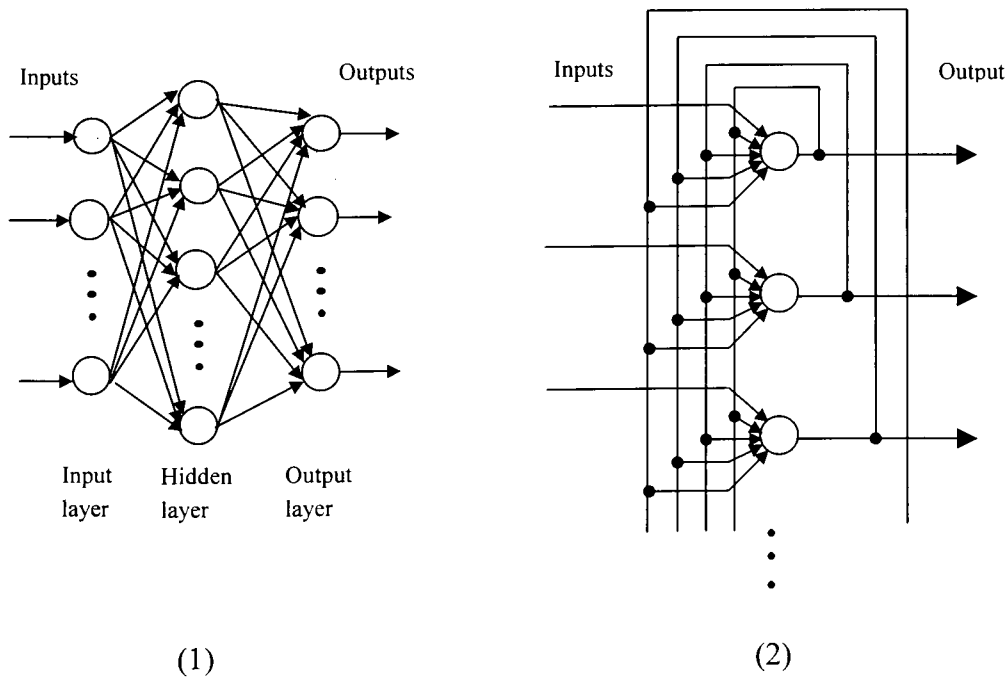 Inputs
Outputs
Input
layer
Hidden
layer
Output
layer
(1)
Inputs
Output
(2)